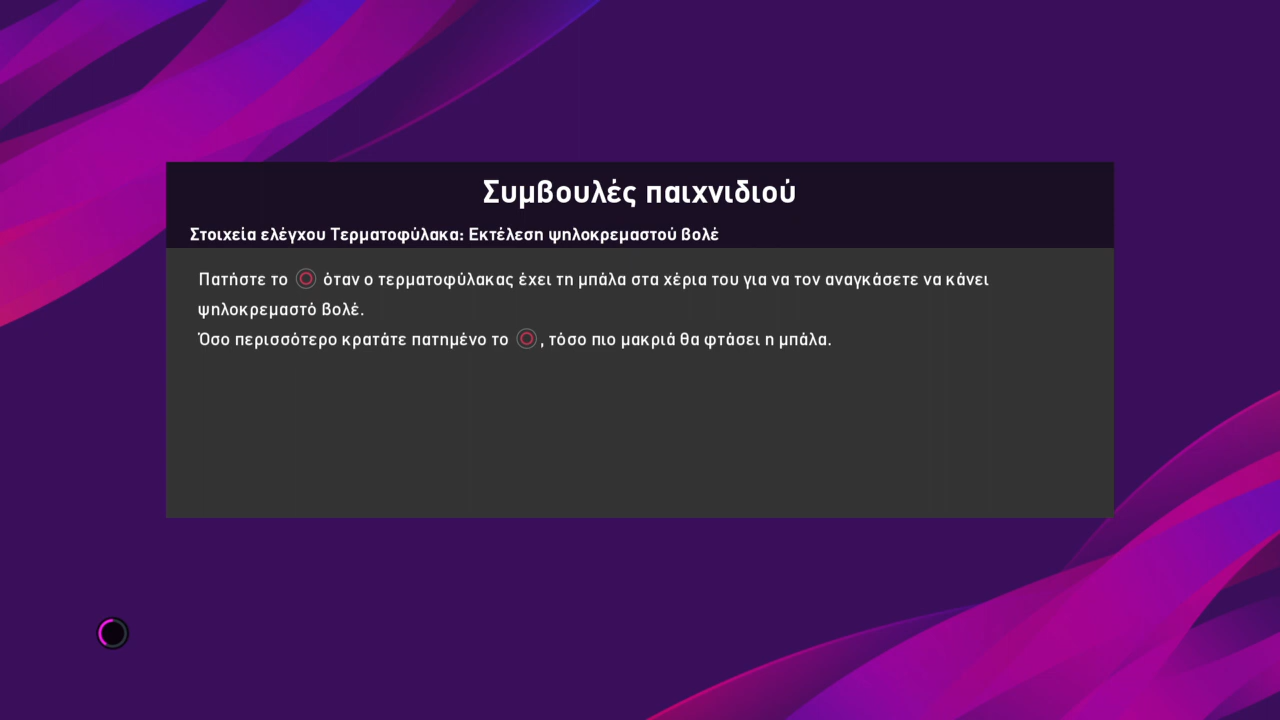 Συμβουλές παιχνιδιού
Στοιχεία ελέγχου Τερματοφύλακα: Εκτέλεση ψηλοκρεμαστού βολέ
Πατήστε το όταν ο τερματοφύλακας έχει τη μπάλα στα χέρια του για να τον αναγκάσετε να κάνει
ψηλοκρεμαστό βολέ.
Όσο περισσότερο κρατάτε πατημένο το , τόσο πιο μακριά θα φτάσει η μπάλα.